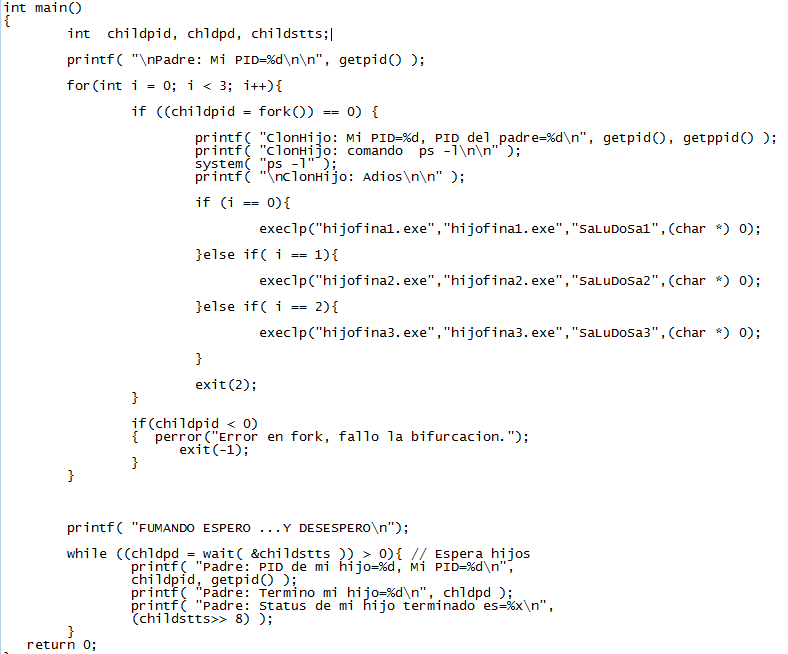 int main()
{
int  childpid, chldpd, childstts;
printf( "\nPadre: Mi PID=%d\n\n", getpid() );
for(int i = 0; i < 3; i++){
if ((childpid = fork()) == 0) {
printf( "ClonHijo: Mi PID=%d, PID del padre=%d\n", getpid(), getppid() );
printf( "ClonHijo: comando  ps -l\n\n" );
system( "ps -l" );
printf( "\nClonHijo: Adios\n\n" );
if (i == 0){
execlp("hijofina1.exe","hijofina1.exe","SaLuDoSa1",(char *) 0);
}else if( i == 1){
execlp("hijofina2.exe","hijofina2.exe","SaLuDoSa2",(char *) 0);
}else if( i == 2){
execlp("hijofina3.exe","hijofina3.exe","SaLuDoSa3",(char *) 0);
}
exit(2);
}
if(childpid < 0)
{  perror("Error en fork, fallo la bifurcacion.");
exit(-1);
}
}
printf( "FUMANDO ESPERO ...Y DESESPERO\n");
while ((chldpd = wait( &childstts )) > 0){ // Espera hijos
printf( "Padre: PID de mi hijo=%d, Mi PID=%d\n",
childpid, getpid() );
printf( "Padre: Termino mi hijo=%d\n", chldpd );
printf( "Padre: Status de mi hijo terminado es=%x\n",
(childstts>> 8) );
}
return 0;